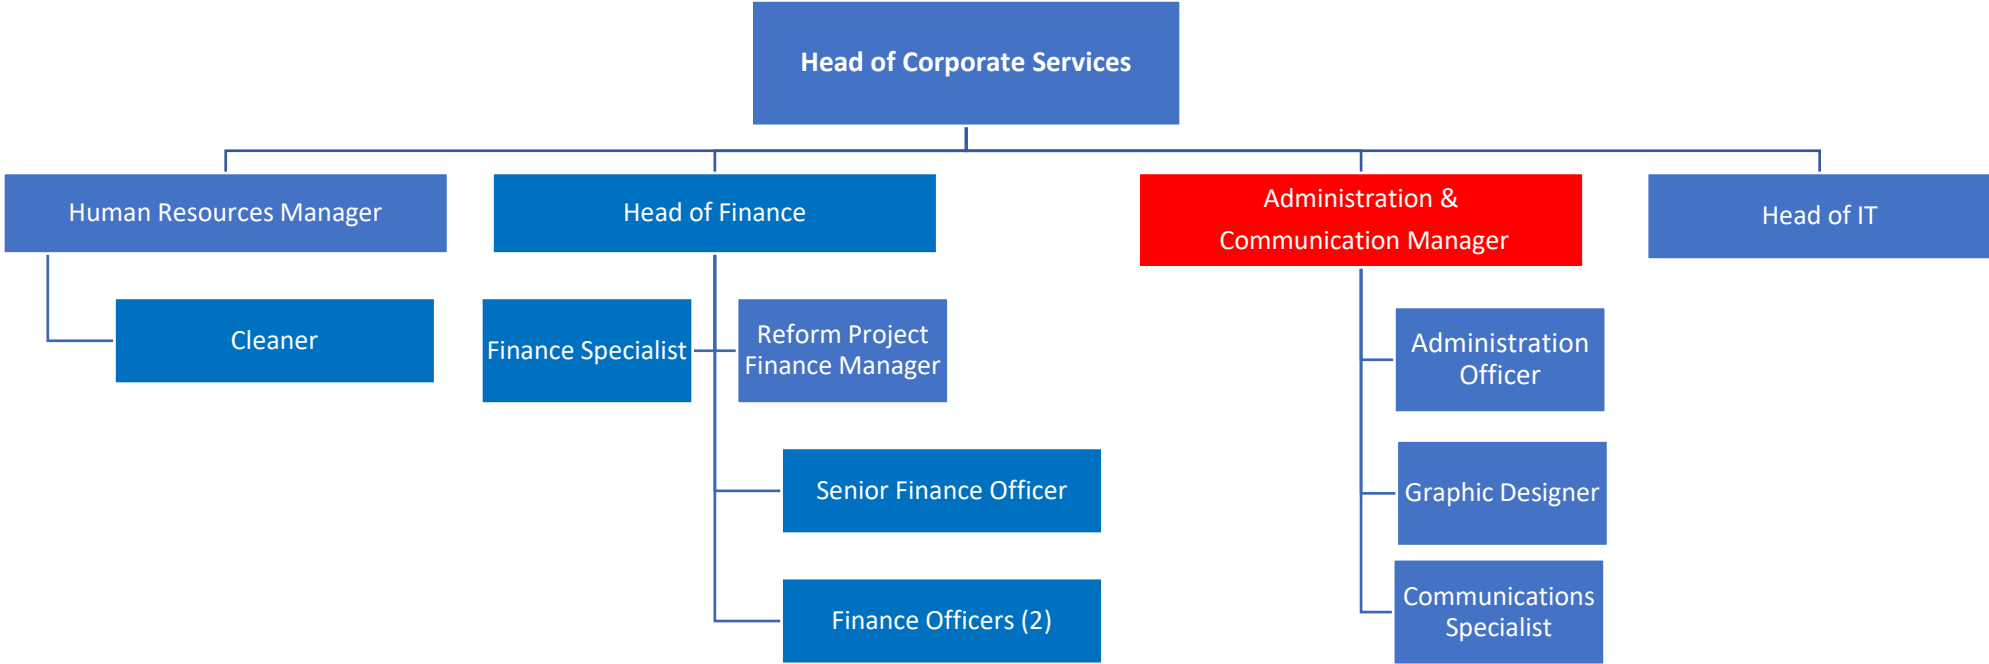 Head of Corporate Services
Human Resources Manager
Head of Finance
Administration &
Communication Manager
Head of IT
Cleaner
Finance Specialist
Reform Project
Finance Manager
Administration
Officer
Senior Finance Officer
Graphic Designer
Finance Officers (2)
Communications
Specialist